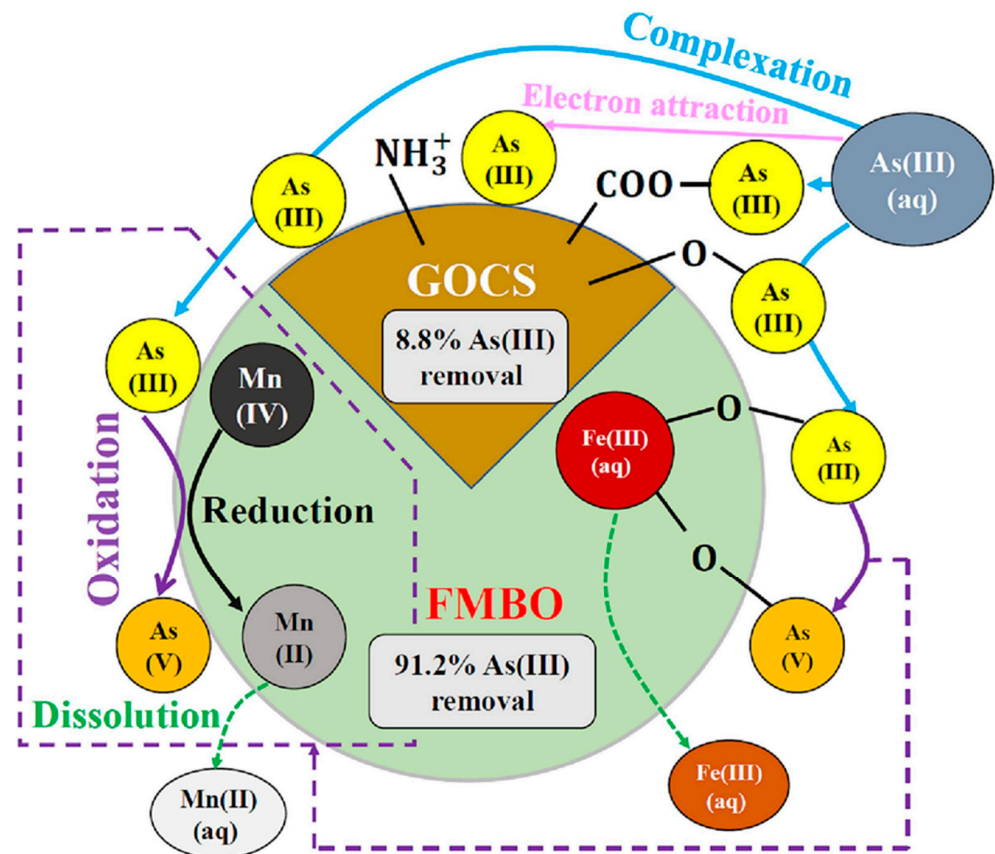 Complexation
Electron attraction
As(III)
(aq)
NH₃⁺
As
(III)
As
(III)
COO
As
(III)
O
As
(III)
GOCS
8.8% As(III)
removal
As
(III)
Mn
(IV)
Fe(III)
(aq)
O
As
(III)
Oxidation
Reduction
O
FMBO
As
(V)
Mn
(II)
As
(V)
91.2% As(III)
removal
Dissolution
Mn(II)
(aq)
Fe(III)
(aq)